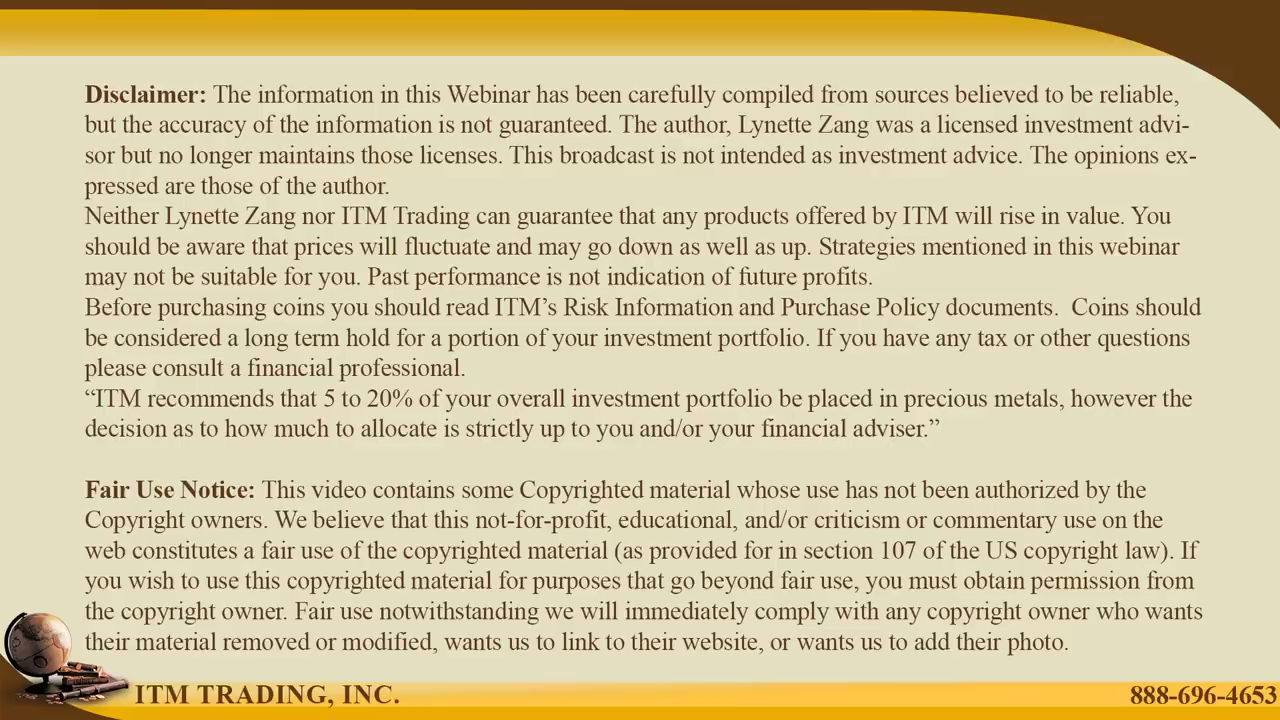 Disclaimer: The information in this Webinar has been carefully compiled from sources believed to be reliable,
but the accuracy of the information is not guaranteed. The author, Lynette Zang was a licensed investment advi-
sor but no longer maintains those licenses. This broadcast is not intended as investment advice. The opinions ex-
pressed are those of the author.
Neither Lynette Zang nor ITM Trading can guarantee that any products offered by ITM will rise in value. You
should be aware that prices will fluctuate and may go down as well as up. Strategies mentioned in this webinar
may not be suitable for you. Past performance is not indication of future profits.
Before purchasing coins you should read ITM’s Risk Information and Purchase Policy documents.  Coins should
be considered a long term hold for a portion of your investment portfolio. If you have any tax or other questions
please consult a financial professional.
“ITM recommends that 5 to 20% of your overall investment portfolio be placed in precious metals, however the
decision as to how much to allocate is strictly up to you and/or your financial adviser.”
Fair Use Notice: This video contains some Copyrighted material whose use has not been authorized by the
Copyright owners. We believe that this not-for-profit, educational, and/or criticism or commentary use on the
web constitutes a fair use of the copyrighted material (as provided for in section 107 of the US copyright law). If
you wish to use this copyrighted material for purposes that go beyond fair use, you must obtain permission from
the copyright owner. Fair use notwithstanding we will immediately comply with any copyright owner who wants
their material removed or modified, wants us to link to their website, or wants us to add their photo.
ITM TRADING, INC.
888-696-4653